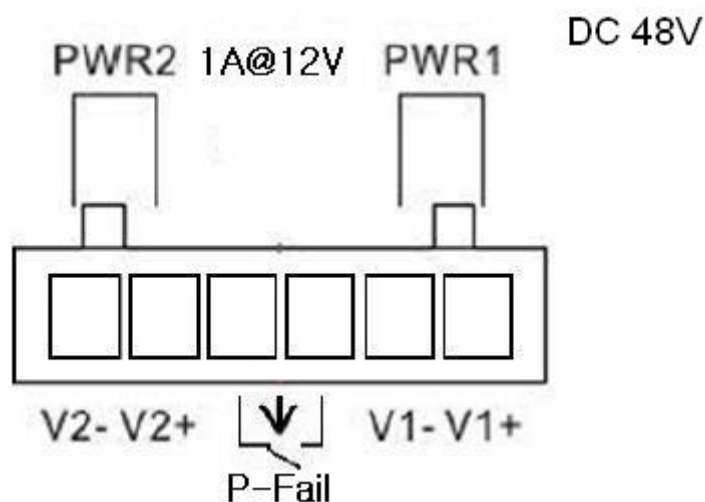 DC 48V
PWR2 1A@12V PWR1
V2- V2+ V1- V1+
P-Fail